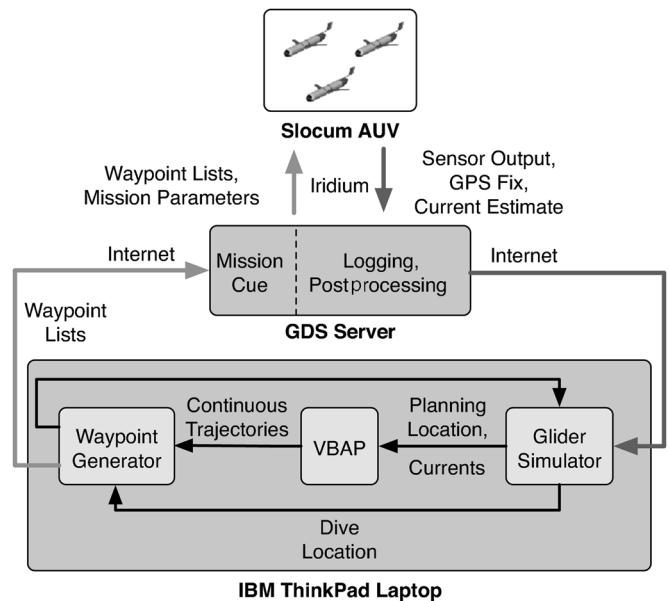 Slocum AUV
Waypoint Lists,
Mission Parameters
Iridium
Sensor Output,
GPS Fix,
Current Estimate
Internet
Mission
Cue
Logging,
Postprocessing
Internet
GDS Server
Waypoint
Lists
Waypoint
Generator
Continuous
Trajectories
VBAP
Planning
Location,
Currents
Glider
Simulator
Dive
Location
IBM ThinkPad Laptop